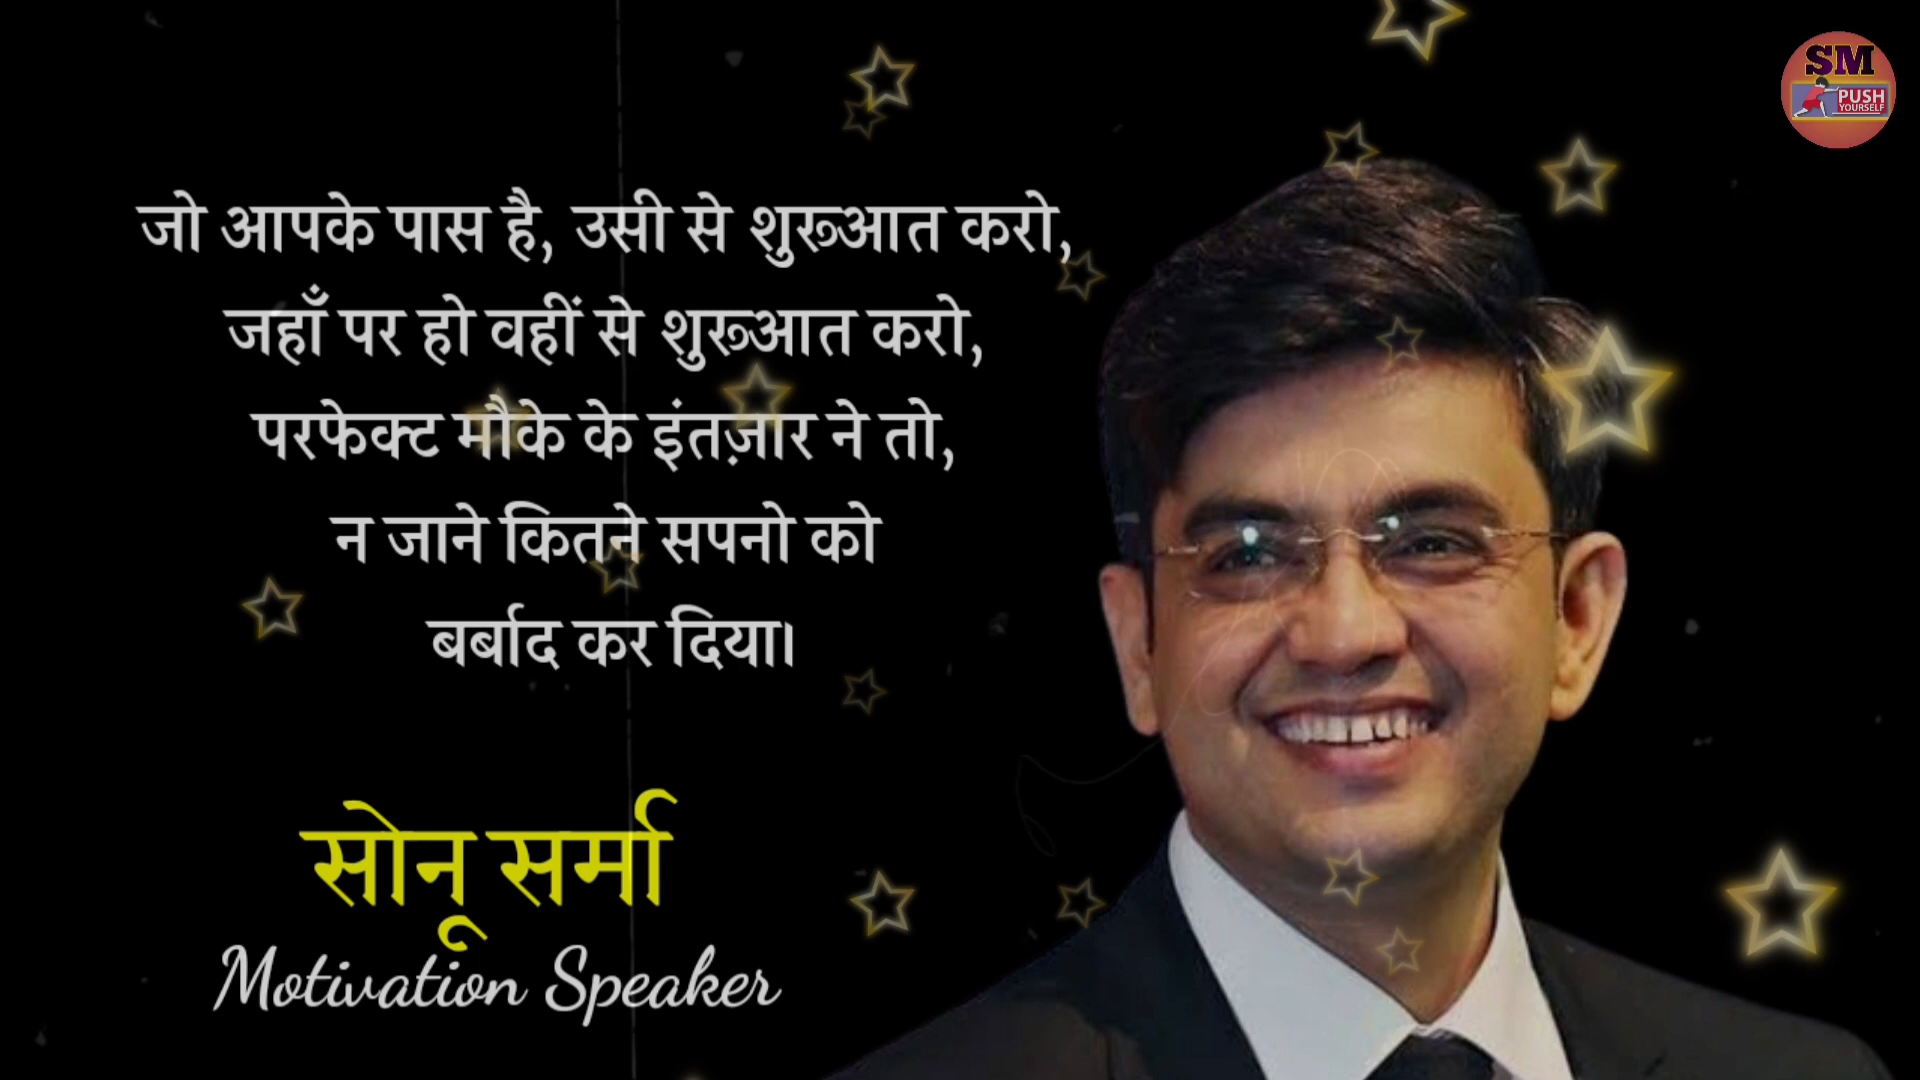 SM
PUSH
YOURSELF
जो आपके पास है, उसी से शुरूआत करो,
जहाँ पर हो वहीं से शुरूआत करो,
परफेक्ट मौके के इंतज़ार ने तो,
न जाने कितने सपनो को
बर्बाद कर दिया।
सोनू सर्मा
Motivation Speaker